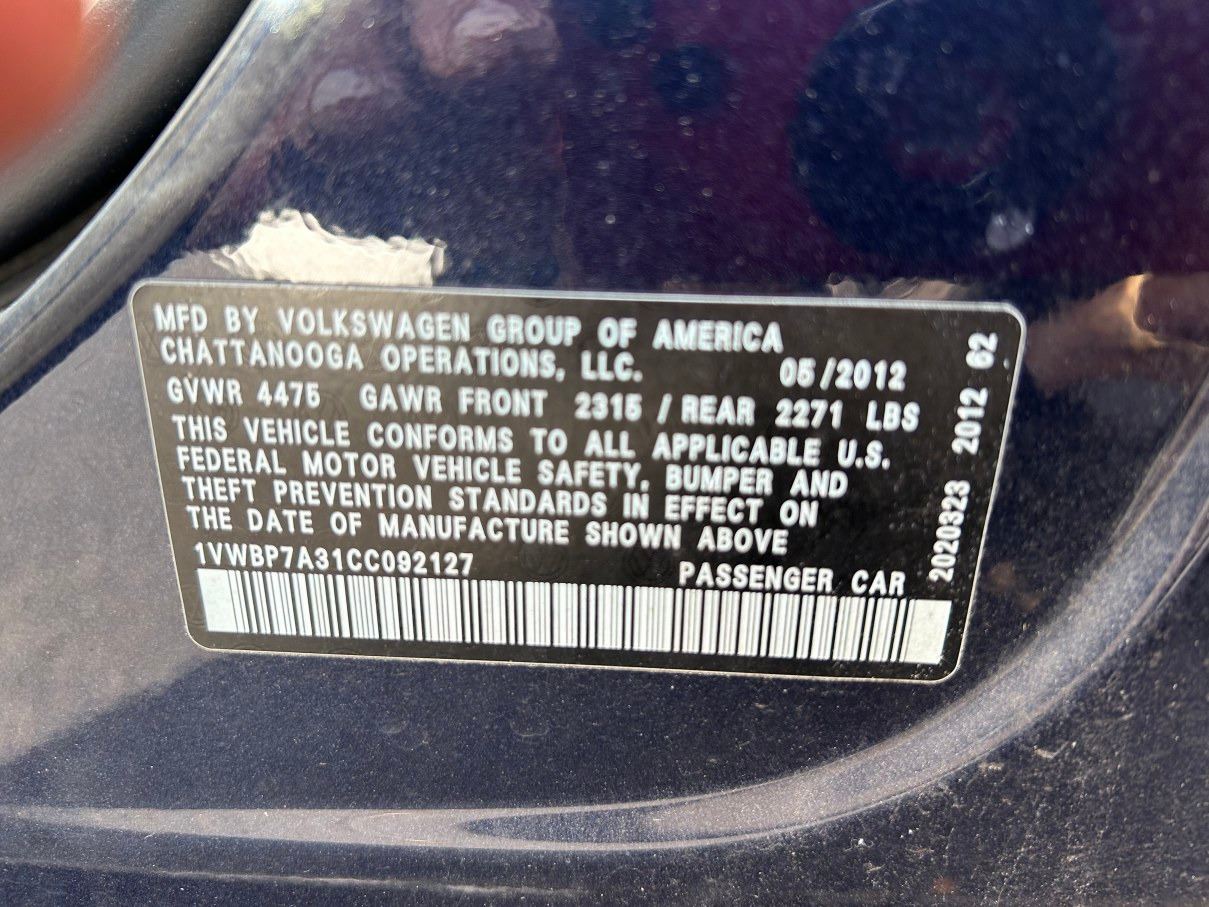 MFD BY VOLKSWAGEN GROUP OF AMERICA
CHATTANOOGA OPERATIONS, LLC. 05/2012
GVWR 4475 GAWR FRONT 2315 / REAR 2271 LBS
THIS VEHICLE CONFORMS TO ALL APPLICABLE U.S.
FEDERAL MOTOR VEHICLE SAFETY, BUMPER AND
THEFT PREVENTION STANDARDS IN EFFECT ON
THE DATE OF MANUFACTURE SHOWN ABOVE
1VWBP7A31CC092127 PASSENGER CAR
2020323 2012 62